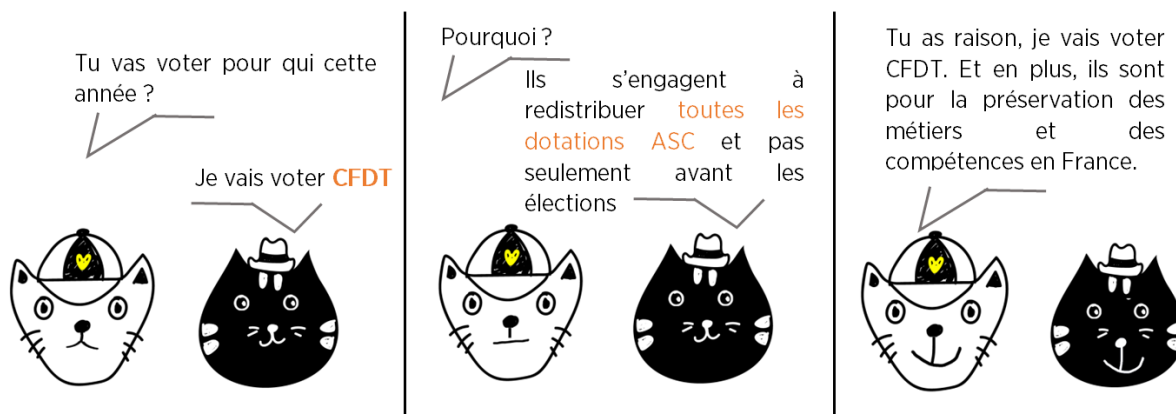 Tu vas voter pour qui cette
année ?
Je vais voter CFDT
Pourquoi ?
Ils s'engagent à
redistribuer toutes les
dotations ASC et pas
seulement avant les
élections
Tu as raison, je vais voter
CFDT. Et en plus, ils sont
pour la préservation des
métiers et des
compétences en France.